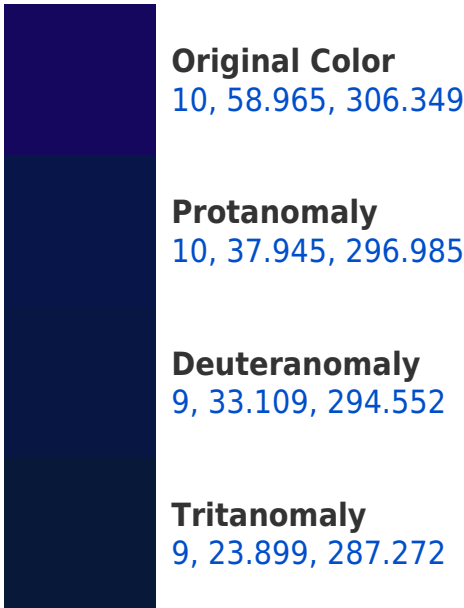 Original Color
10, 58.965, 306.349
Protanomaly
10, 37.945, 296.985
Deuteranomaly
9, 33.109, 294.552
Tritanomaly
9, 23.899, 287.272